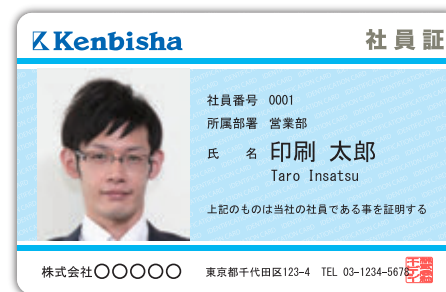 Kenbisha
社員証
社員番号 0001
所属部署 営業部
氏 名 印刷 太郎
Taro Insatsu
上記のものは当社の社員である事を証明する
株式会社〇〇〇〇〇 東京都千代田区123-4 TEL 03-1234-5678